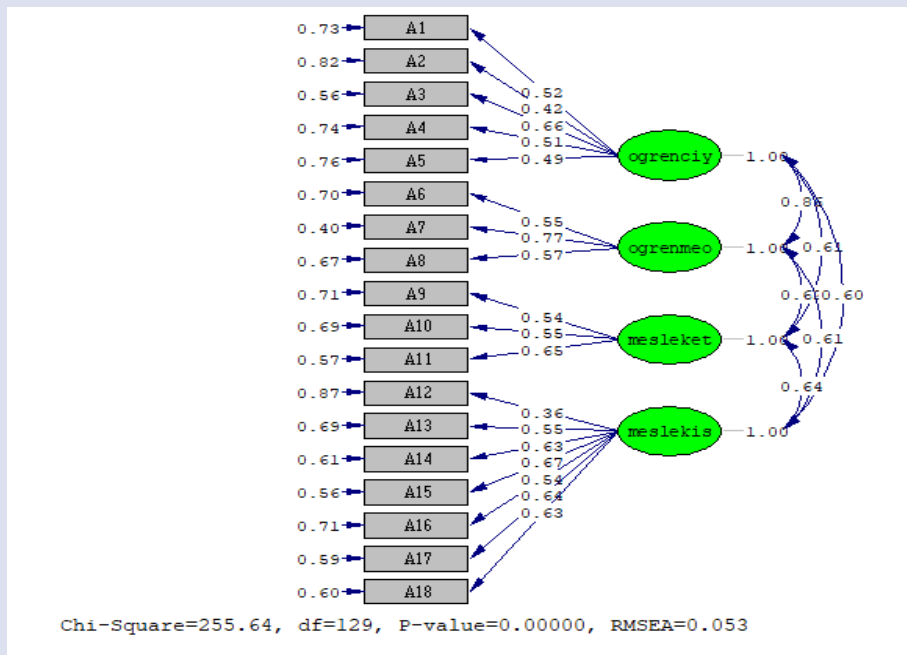 0.73 A1
0.82 A2
0.56 A3
0.74 A4
0.76 A5
0.70 A6
0.40 A7
0.67 A8
0.71 A9
0.69 A10
0.57 A11
0.87 A12
0.69 A13
0.61 A14
0.56 A15
0.71 A16
0.59 A17
0.60 A18
0.52
0.42
0.66
0.51
0.49
0.55
0.77
0.57
0.54
0.55
0.65
0.36
0.55
0.63
0.67
0.54
0.64
0.63
ogrenciy 1.00
ogrenmeo 1.00
mesleket 1.00
meslekis 1.00
0.61
0.60
0.61
0.64
Chi-Square=255.64, df=129, P-value=0.00000, RMSEA=0.053